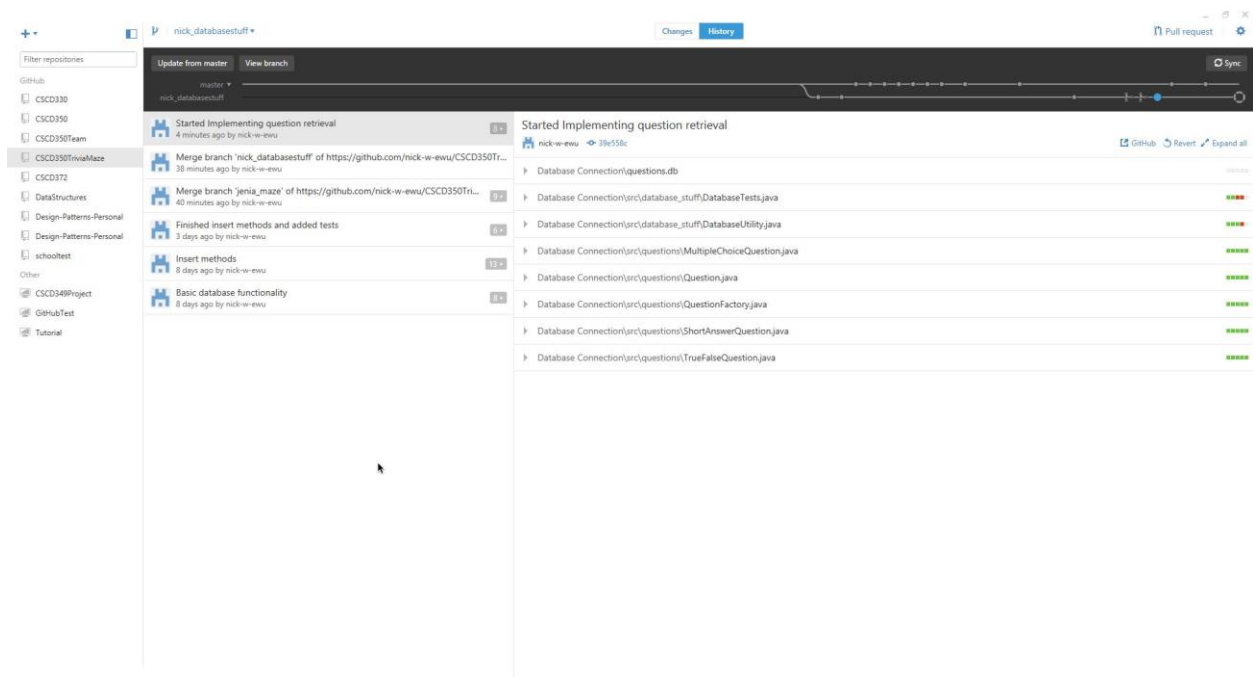 nick_databasestuff
Changes
History
Pull request
Filter repositories
Update from master
View branch
Sync
master
nick_databasestuff
GitHub
CSCD330
CSCD350
CSCD350Team
CSCD350TriviaMaze
CSCD372
DataStructures
Design-Patterns-Personal
Design-Patterns-Personal
schooltest
Other
CSCD349Project
GitHubTest
Tutorial
Started Implementing question retrieval
4 minutes ago by nick-w-ewu
8
Merge branch 'nick_databasestuff' of https://github.com/nick-w-ewu/CSCD350Tr...
38 minutes ago by nick-w-ewu
Merge branch 'jenia_maze' of https://github.com/nick-w-ewu/CSCD350Tri...
40 minutes ago by nick-w-ewu
9
Finished insert methods and added tests
3 days ago by nick-w-ewu
6
Insert methods
8 days ago by nick-w-ewu
13
Basic database functionality
8 days ago by nick-w-ewu
8
Started Implementing question retrieval
nick-w-ewu 39e558c
GitHub Revert Expand all
Database Connection\questions.db
Database Connection\src\database_stuff\DatabaseTests.java
Database Connection\src\database_stuff\DatabaseUtility.java
Database Connection\src\questions\MultipleChoiceQuestion.java
Database Connection\src\questions\Question.java
Database Connection\src\questions\QuestionFactory.java
Database Connection\src\questions\ShortAnswerQuestion.java
Database Connection\src\questions\TrueFalseQuestion.java